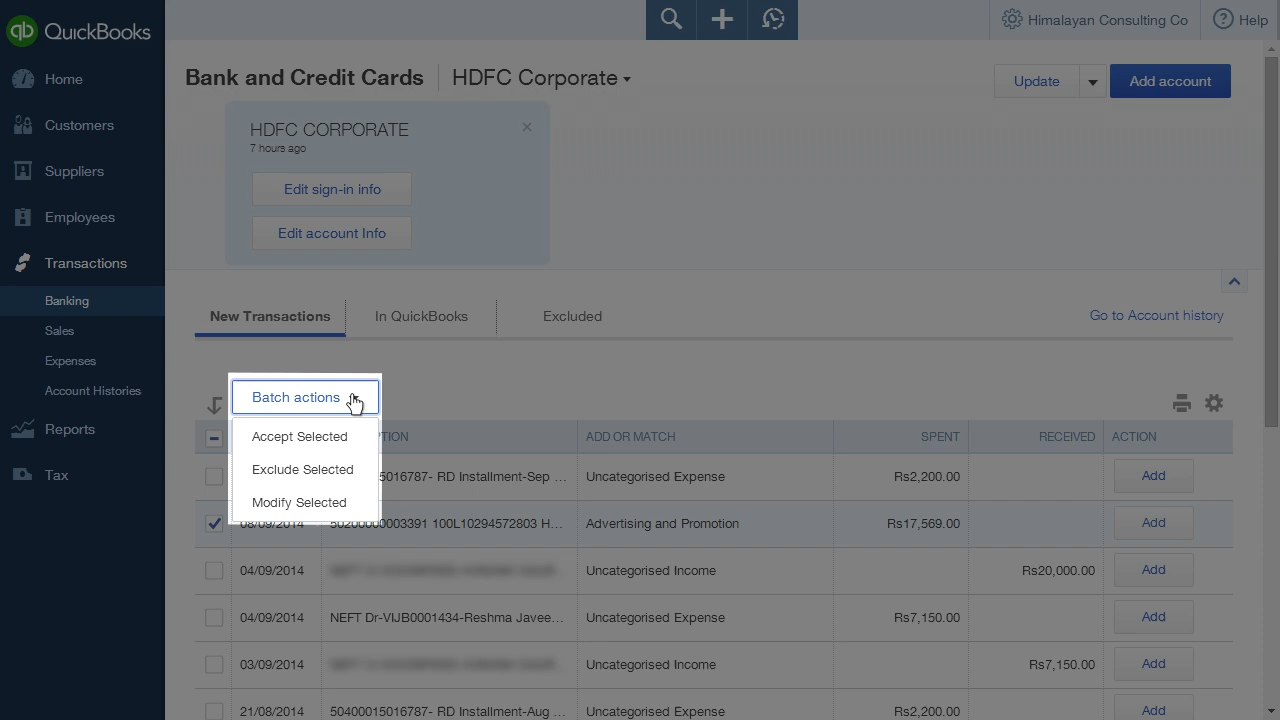 QuickBooks
Himalayan Consulting Co
Help
Home
Customers
Suppliers
Employees
Transactions
Banking
Sales
Expenses
Account Histories
Reports
Tax
Bank and Credit Cards
HDFC Corporate
Update
Add account
HDFC CORPORATE
7 hours ago
Edit sign-in info
Edit account Info
New Transactions
In QuickBooks
Excluded
Go to Account history
Batch actions
Accept Selected
Exclude Selected
Modify Selected
ADD OR MATCH SPENT RECEIVED ACTION
5016787- RD Installment-Sep ... Uncategorised Expense Rs2,200.00 Add
08/09/2014 50200000003391 100L10294572803 H... Advertising and Promotion Rs17,569.00 Add
04/09/2014 Uncategorised Income Rs20,000.00 Add
04/09/2014 NEFT Dr-VIJB0001434-Reshma Javee... Uncategorised Expense Rs7,150.00 Add
03/09/2014 Uncategorised Income Rs7,150.00 Add
21/08/2014 50400015016787- RD Installment-Aug ... Uncategorised Expense Rs2,200.00 Add